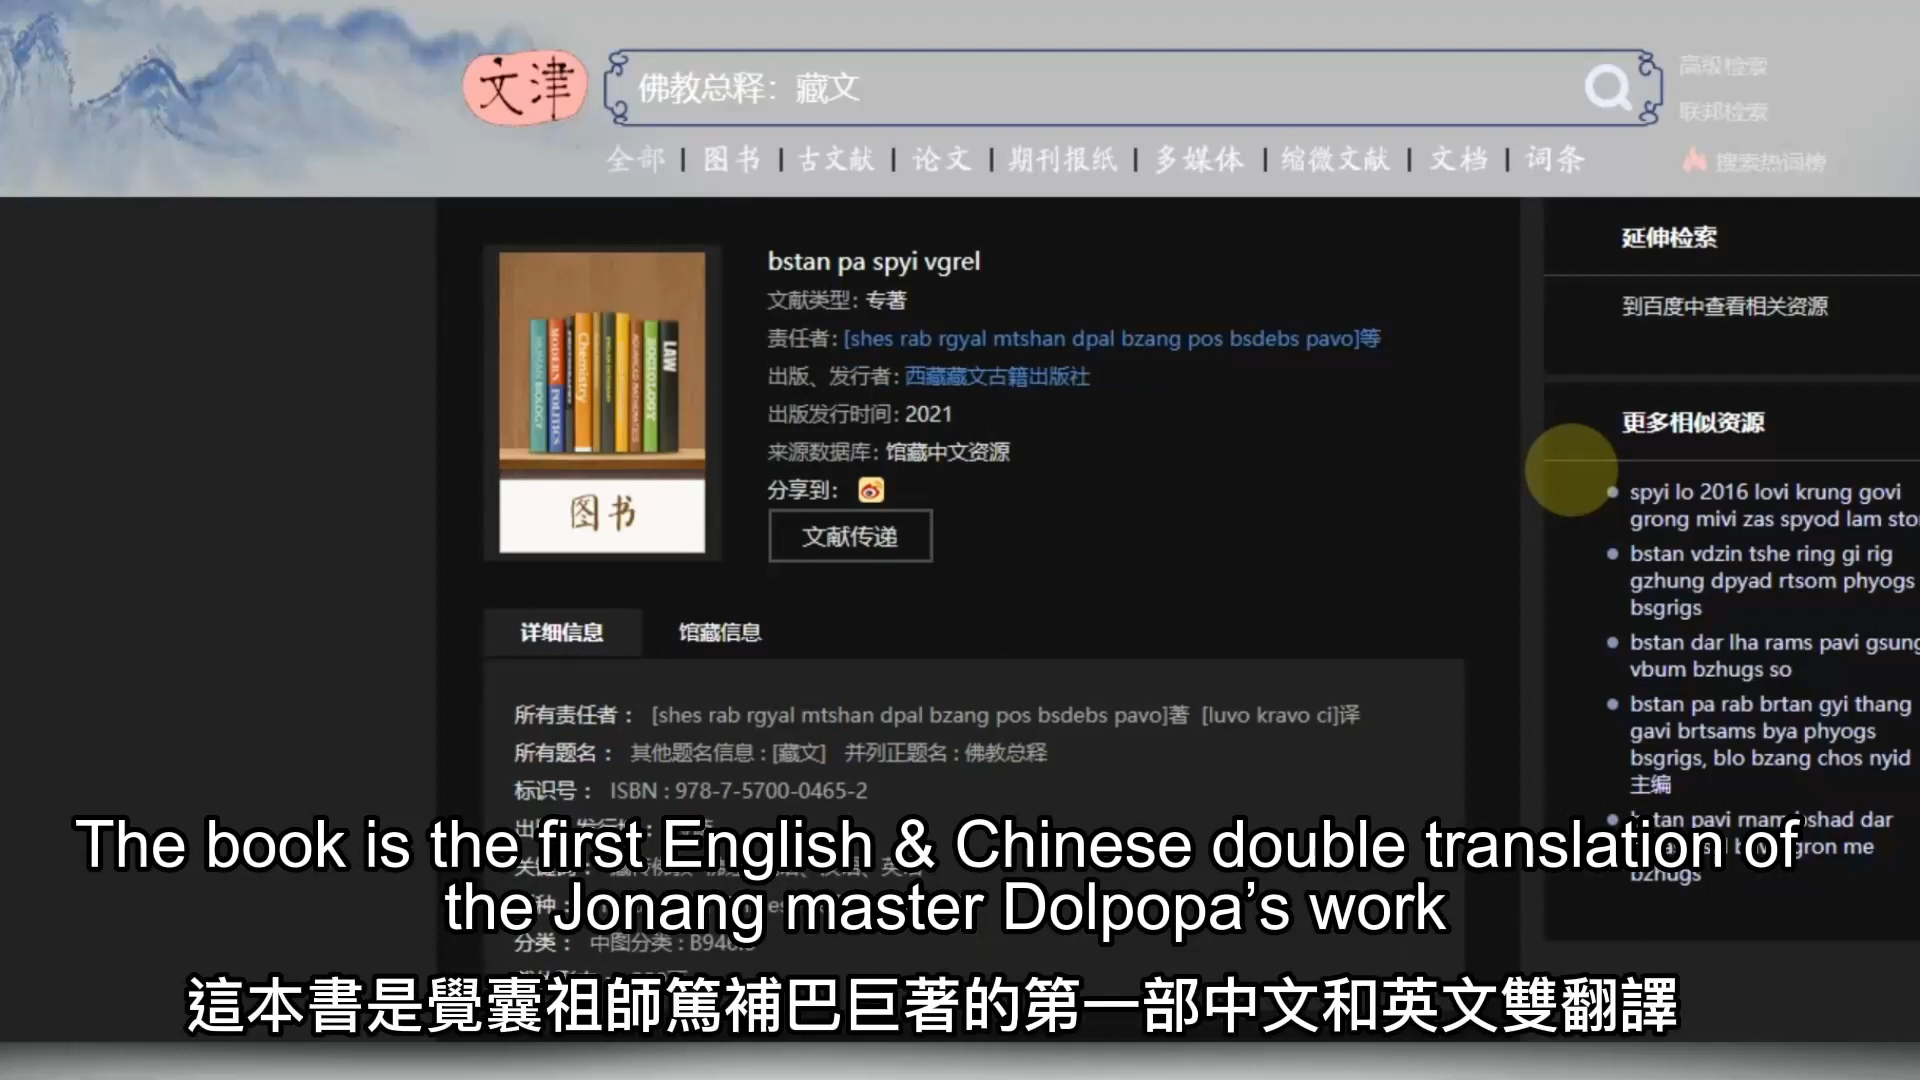 文津
佛教总释：藏文
高级检索
联邦检索
全部 | 图书 | 古文献 | 论文 | 期刊报纸 | 多媒体 | 缩微文献 | 文档 | 词条
搜索热词榜
bstan pa spyi vgrel
文献类型：专著
责任者：[shes rab rgyal mtshan dpal bzang pos bsdebs pavo]等
出版、发行者：西藏藏文古籍出版社
出版发行时间：2021
来源数据库：馆藏中文资源
分享到：
文献传递
HUMAN BIOLOGY
MODERN POLITICS
Chemistry
SOCIOLOGY
LAW
图书
详细信息
馆藏信息
所有责任者： [shes rab rgyal mtshan dpal bzang pos bsdebs pavo]著 [luvo kravo ci]译
所有题名： 其他题名信息 : [藏文] 并列正题名 : 佛教总释
标识号： ISBN : 978-7-5700-0465-2
分类： 中图分类 :
延伸检索
到百度中查看相关资源
更多相似资源
spyi lo 2016 lovi krung govi
grong mivi zas spyod lam
bstan vdzin tshe ring gi rig
gzhung dpyad rtsom phyogs
bsgrigs
bstan dar lha rams pavi gsung
vbum bzhugs so
bstan pa rab brtan gyi thang
gavi brtsams bya phyogs
bsgrigs, blo bzang chos nyid
主编
pavi dar
gron me
bzhugs
The book is the first English & Chinese double translation of
the Jonang master Dolpopa’s work
這本書是覺囊祖師篤補巴巨著的第一部中文和英文雙翻譯